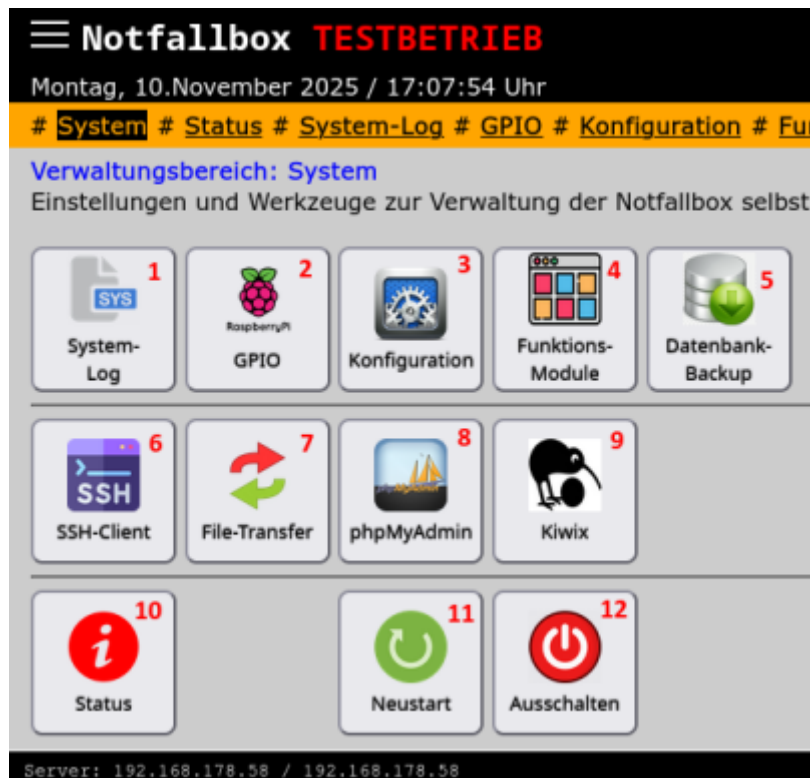 Notfallbox TESTBETRIEB
Montag, 10.November 2025 / 17:07:54 Uhr
# System # Status # System-Log # GPIO # Konfiguration #
Verwaltungsbereich: System
Einstellungen und Werkzeuge zur Verwaltung der Notfallbox selbst
1 2 3 4 5
SYS
RaspberryPi
System-Log
GPIO
Konfiguration
Funktions-Module
Datenbank-Backup
6 7 8 9
SSH
SSH-Client
File-Transfer
phpMyAdmin
Kiwix
10 11 12
Status
Neustart
Ausschalten
Server: 192.168.178.58 / 192.168.178.58